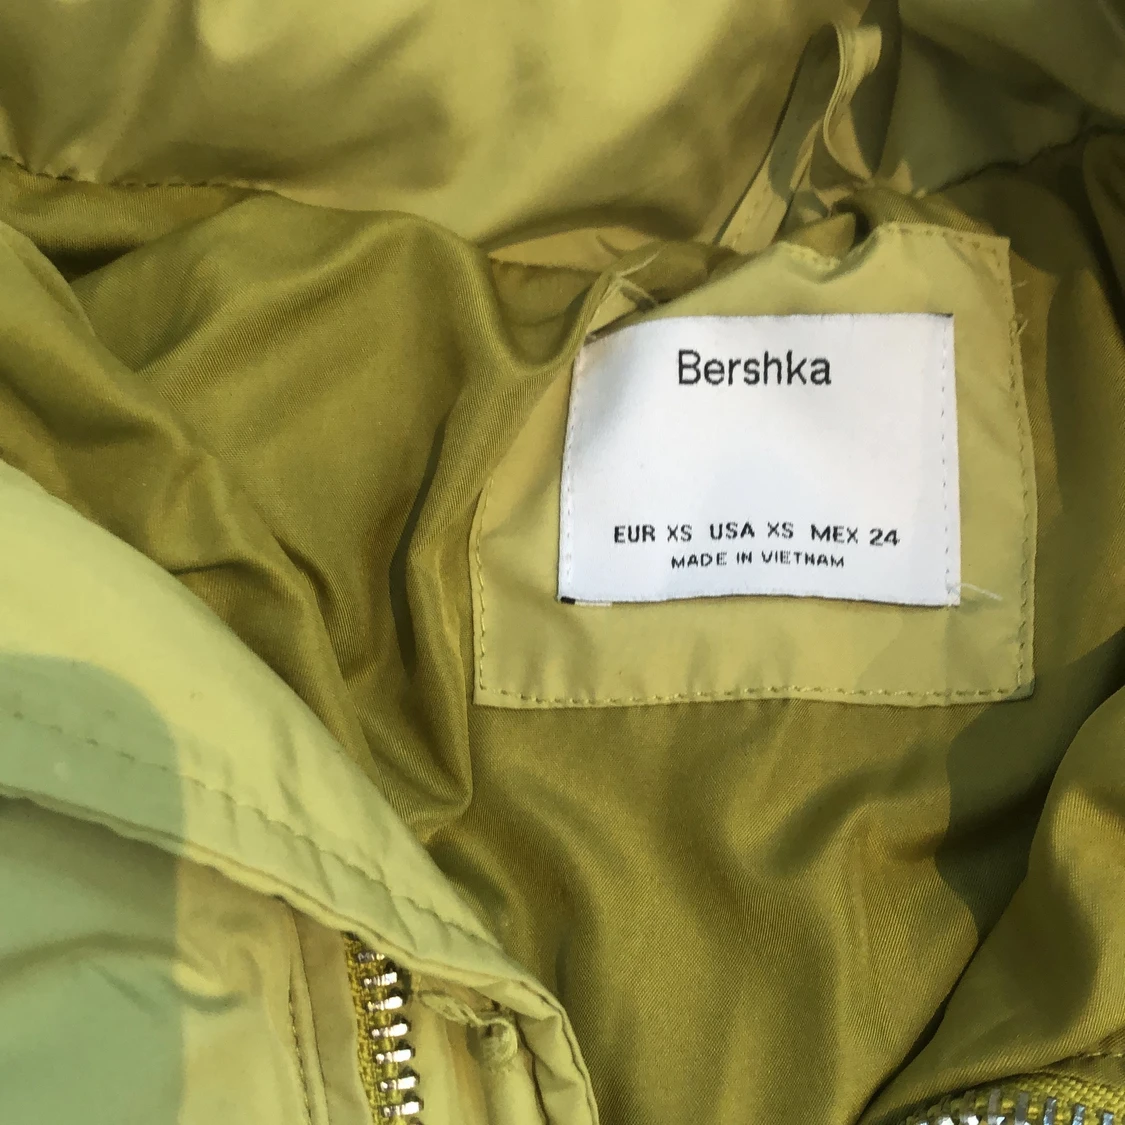 Bershka
EUR XS USA XS MEX 24
MADE IN VIETNAM